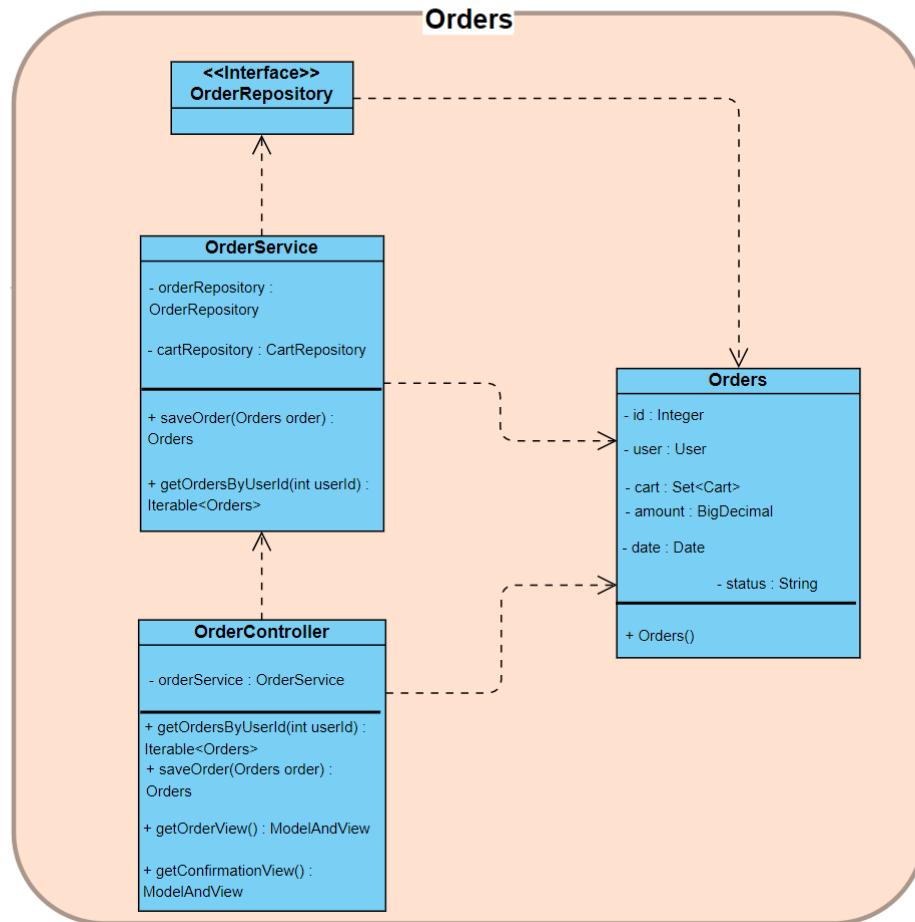 Orders
<<Interface>>
OrderRepository
OrderService
- orderRepository :
OrderRepository
- cartRepository : CartRepository
+ saveOrder(Orders order) :
Orders
+ getOrdersByUserId(int userId) :
Iterable<Orders>
Orders
- id : Integer
- user : User
- cart : Set<Cart>
- amount : BigDecimal
- date : Date
- status : String
+ Orders()
OrderController
- orderService : OrderService
+ getOrdersByUserId(int userId) :
Iterable<Orders>
+ saveOrder(Orders order) :
Orders
+ getOrderView() : ModelAndView
+ getConfirmationView() :
ModelAndView